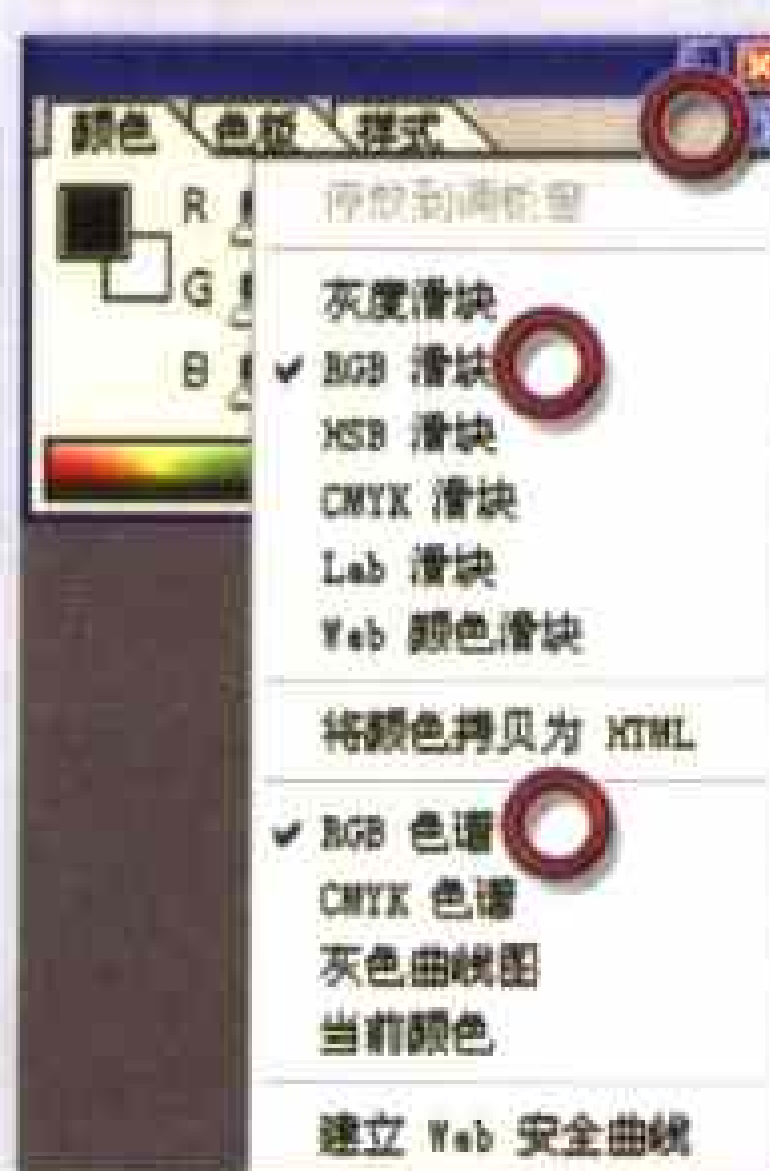 颜色 色板 样式
R
G
B
停放到调板窗
灰度滑块
RGB 滑块
HSB 滑块
CMYK 滑块
Lab 滑块
Web 颜色滑块
将颜色拷贝为 HTML
RGB 色谱
CMYK 色谱
灰色曲线图
当前颜色
建立 Web 安全曲线